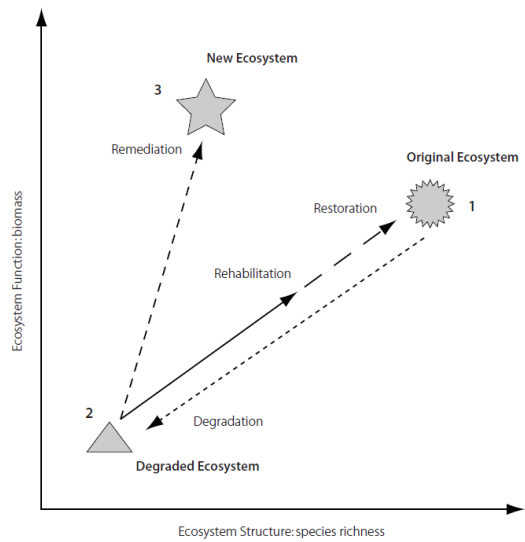 New Ecosystem
3
Remediation
Original Ecosystem
Restoration
1
Rehabilitation
2
Degradation
Degraded Ecosystem
Ecosystem Function: biomass
Ecosystem Structure: species richness